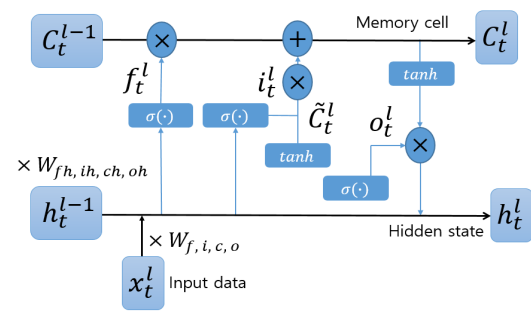 C_t^{l-1}
×
+
Memory cell
C_t^l
f_t^l
i_t^l
×
tanh
σ(·)
σ(·)
C̃_t^l
o_t^l
×
tanh
σ(·)
× W_{fh, ih, ch, oh}
h_t^{l-1}
Hidden state
h_t^l
× W_{f, i, c, o}
x_t^l
Input data